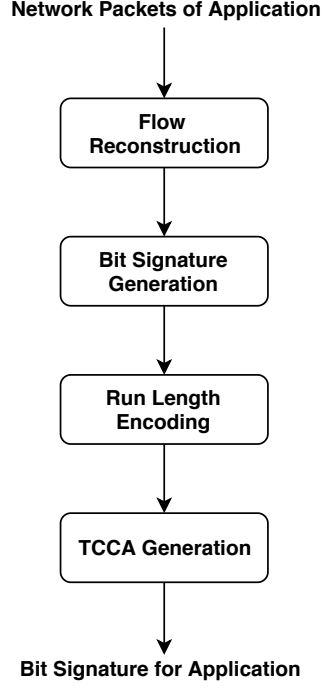 Network Packets of Application
Flow
Reconstruction
Bit Signature
Generation
Run Length
Encoding
TCCA Generation
Bit Signature for Application